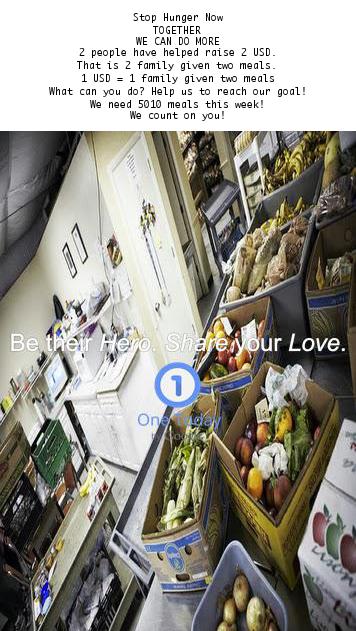 Stop Hunger Now
TOGETHER
WE CAN DO MORE
2 people have helped raise 2 USD.
That is 2 family given two meals.
1 USD = 1 family given two meals
What can you do? Help us to reach our goal!
We need 5010 meals this week!
We count on you!
Be their Hero. Share your Love.
1
One Today
by Google